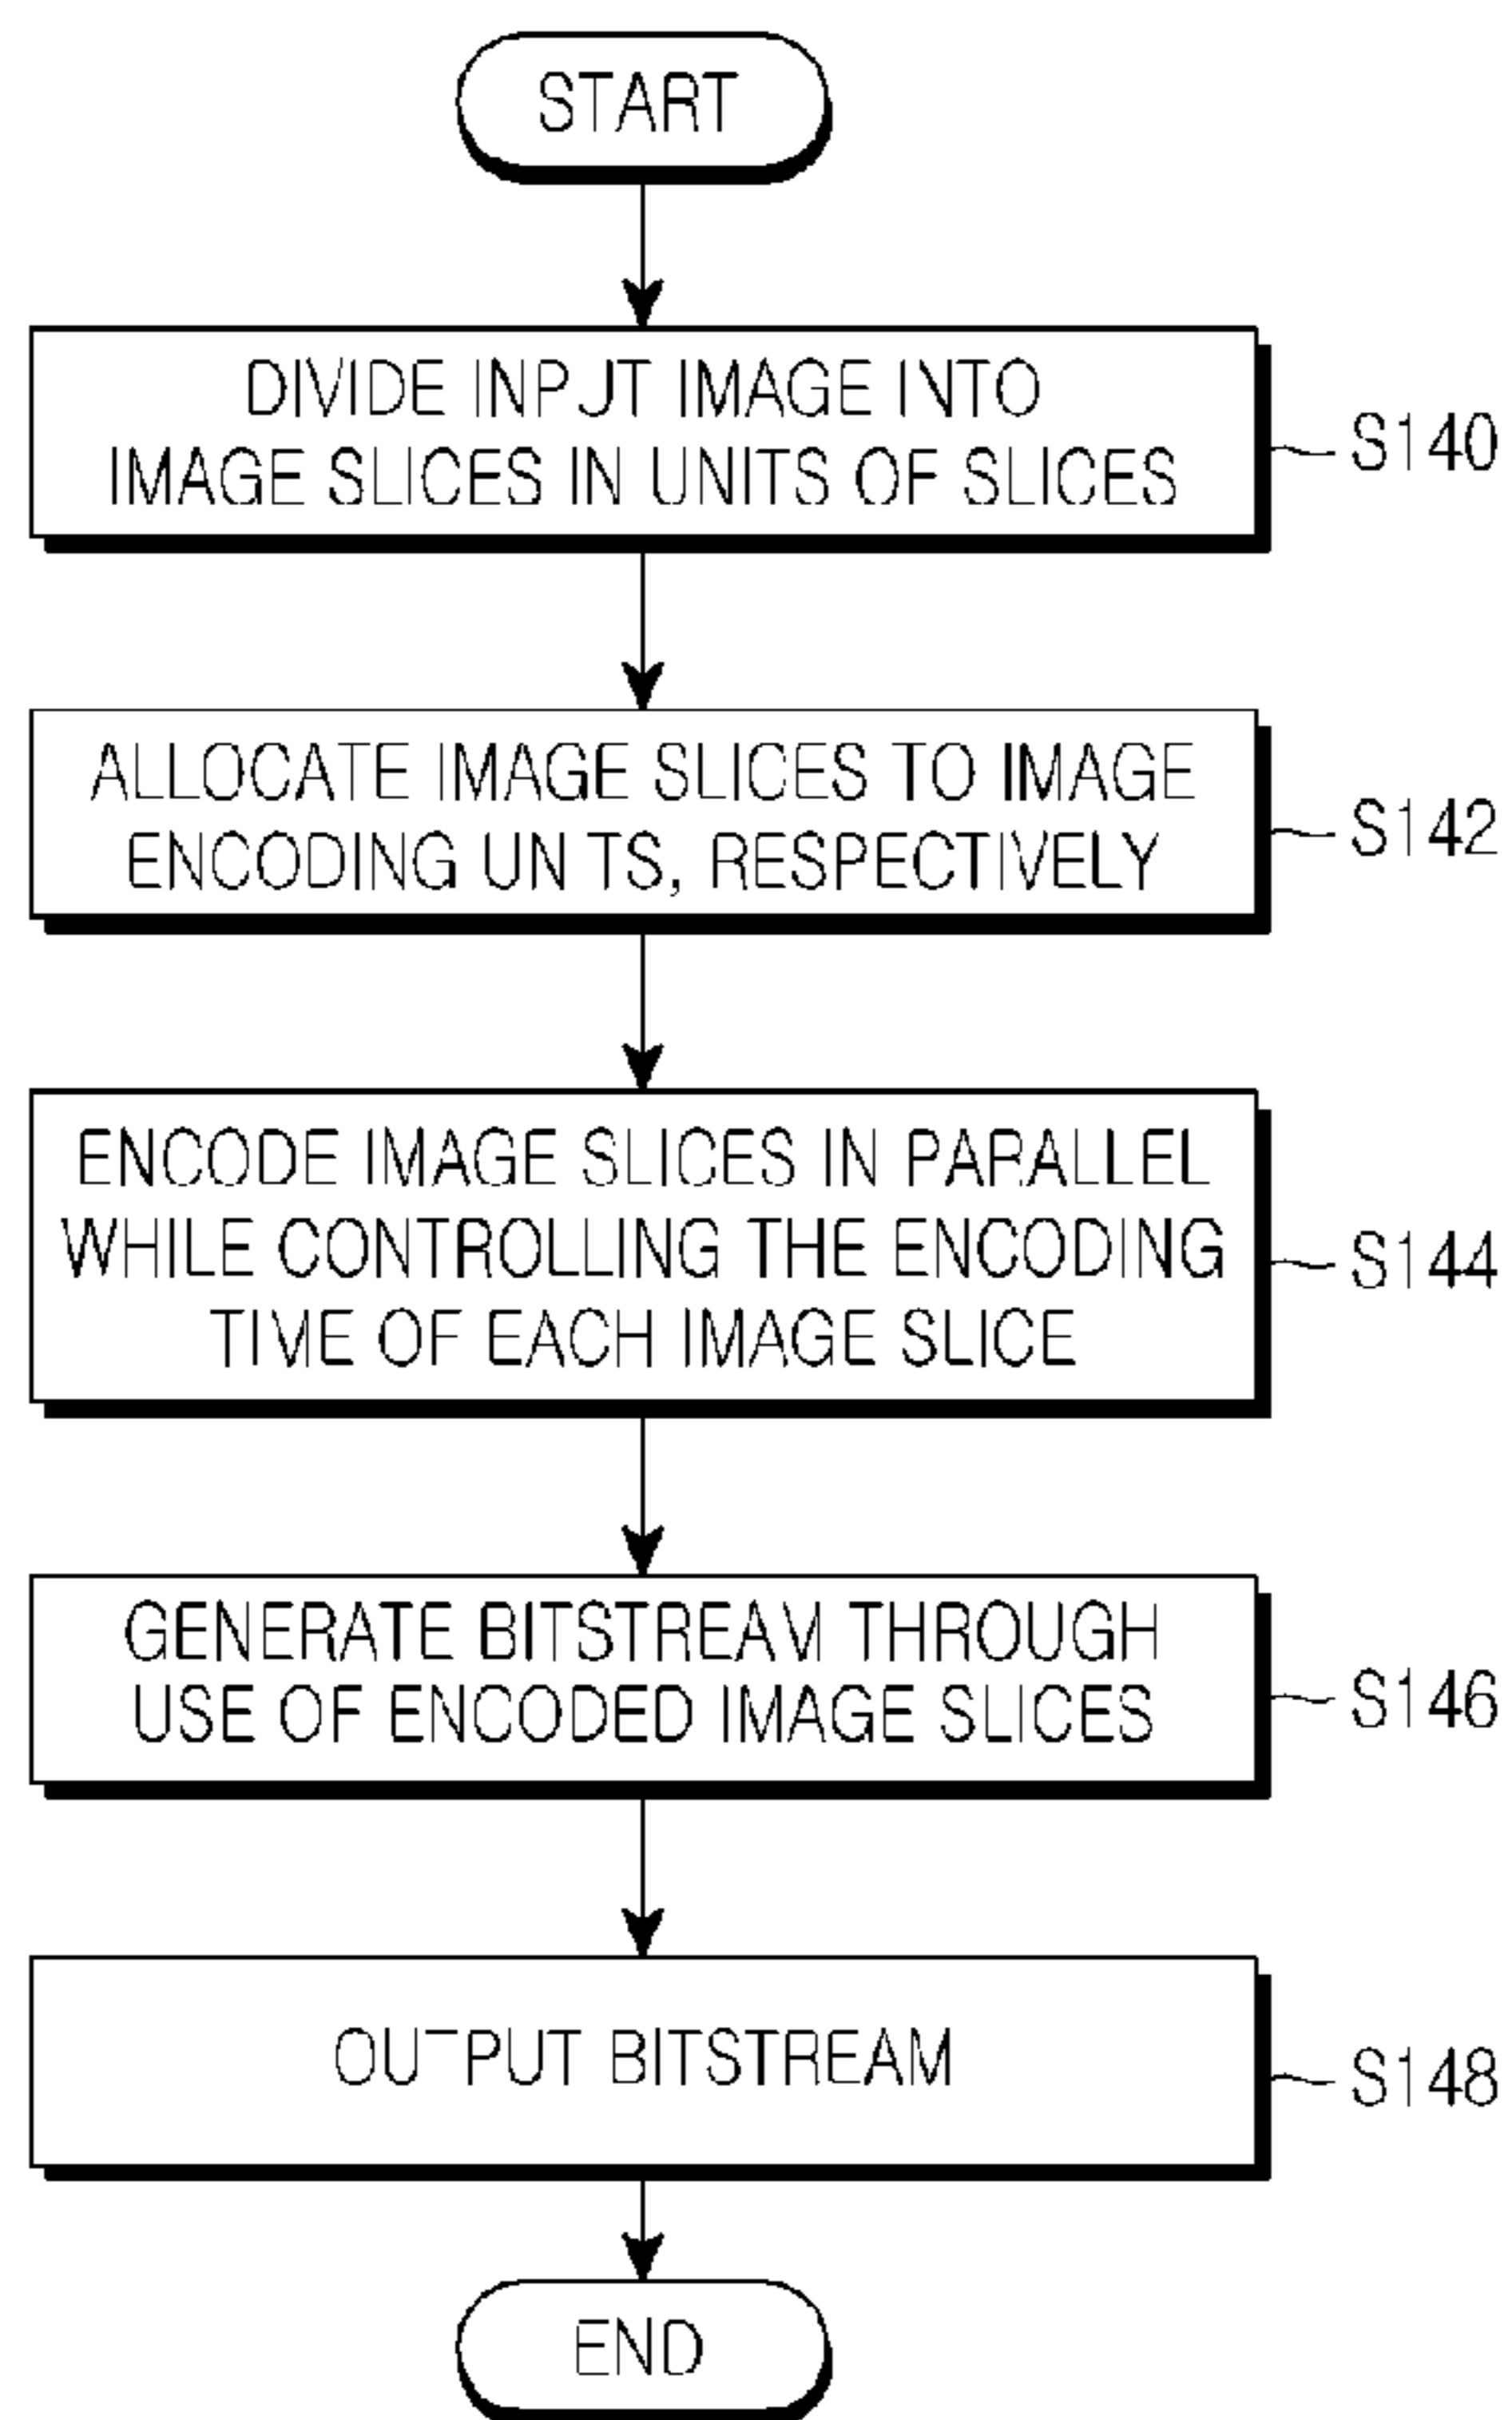 START
DIVIDE INPUT IMAGE INTO
IMAGE SLICES IN UNITS OF SLICES
S140
ALLOCATE IMAGE SLICES TO IMAGE
ENCODING UNITS, RESPECTIVELY
S142
ENCODE IMAGE SLICES IN PARALLEL
WHILE CONTROLLING THE ENCODING
TIME OF EACH IMAGE SLICE
S144
GENERATE BITSTREAM THROUGH
USE OF ENCODED IMAGE SLICES
S146
OUTPUT BITSTREAM
S148
END